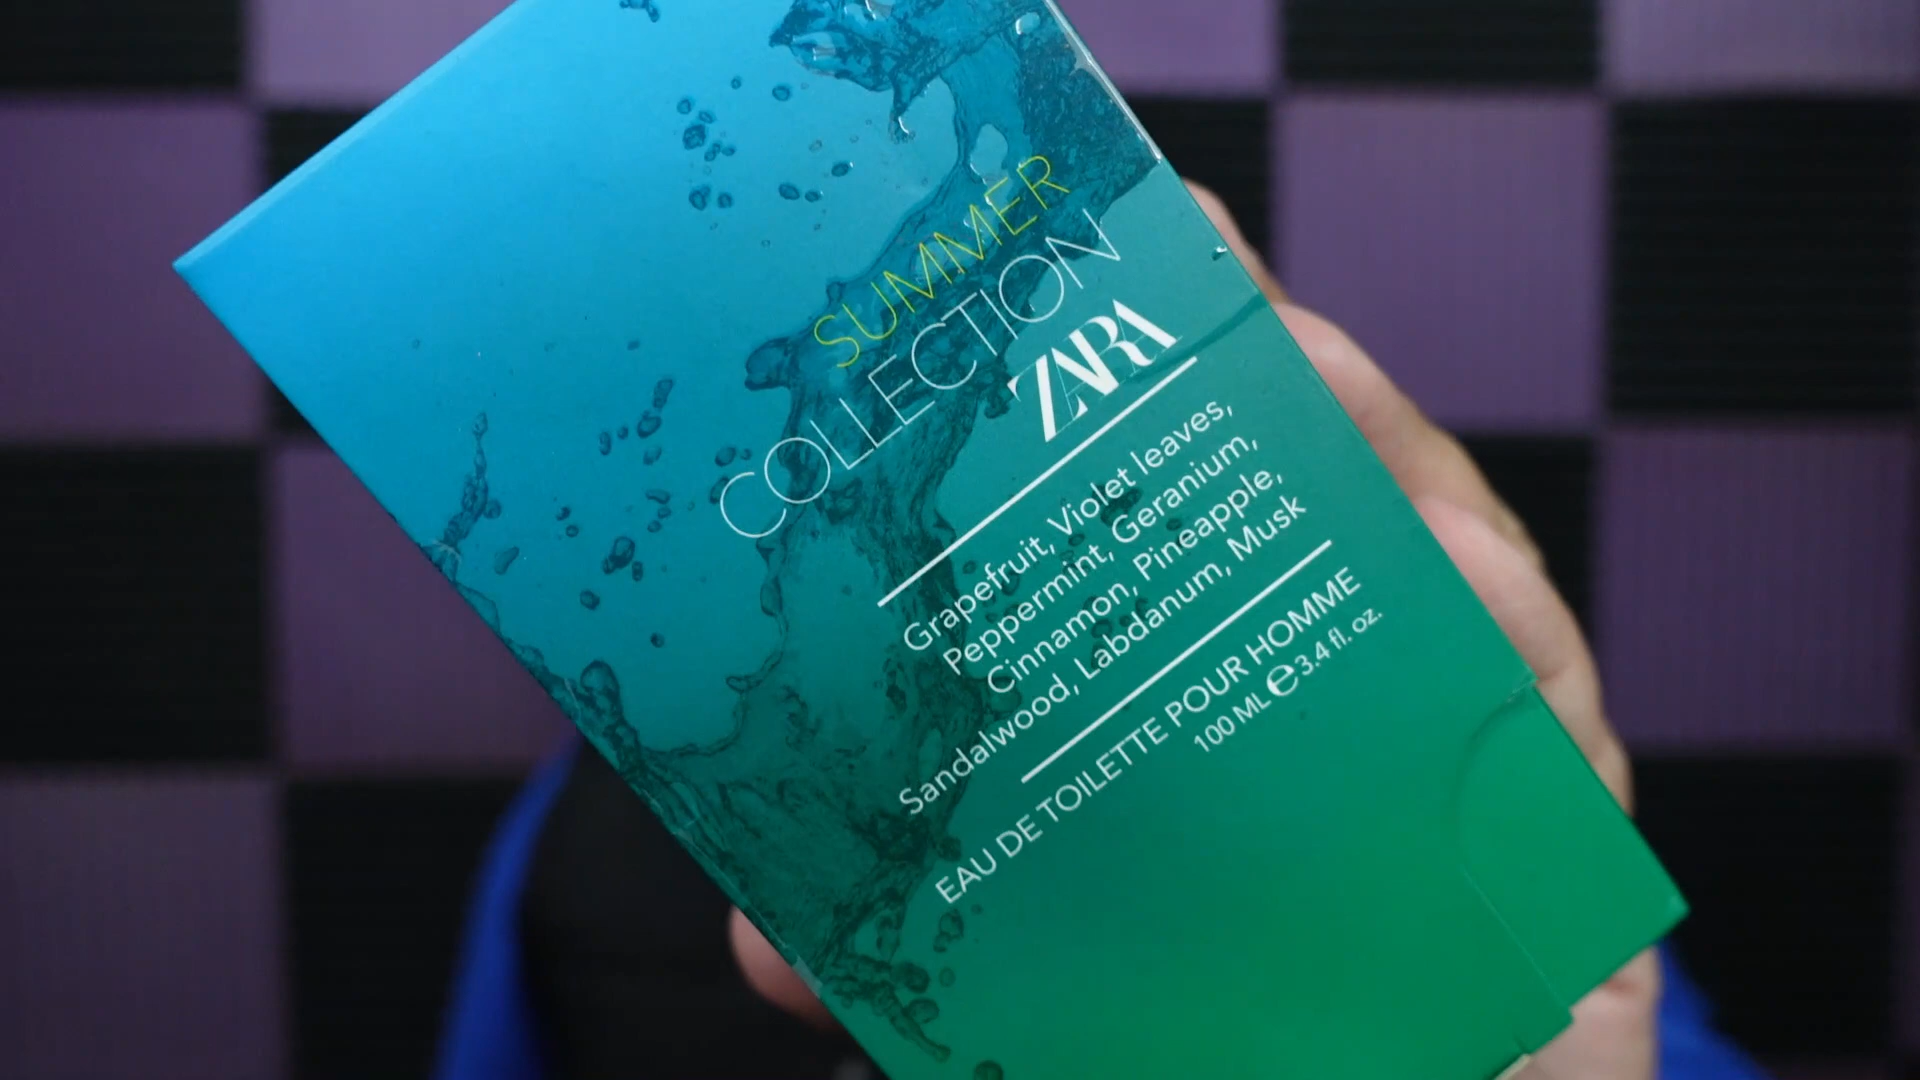 SUMMER
COLLECTION
ZARA
Grapefruit, Violet leaves,
Peppermint, Geranium,
Cinnamon, Pineapple,
Sandalwood, Labdanum, Musk
EAU DE TOILETTE POUR HOMME
100 ML ℮ 3.4 fl. oz.